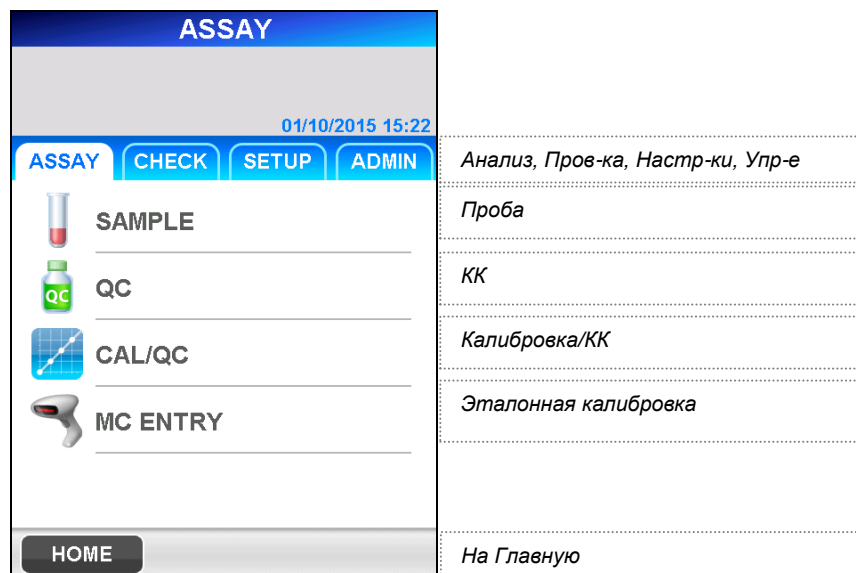 ASSAY
01/10/2015 15:22
ASSAY CHECK SETUP ADMIN
Анализ, Пров-ка, Настр-ки, Упр-е
SAMPLE
Проба
QC
QC
КК
CAL/QC
Калибровка/КК
MC ENTRY
Эталонная калибровка
HOME
На Главную